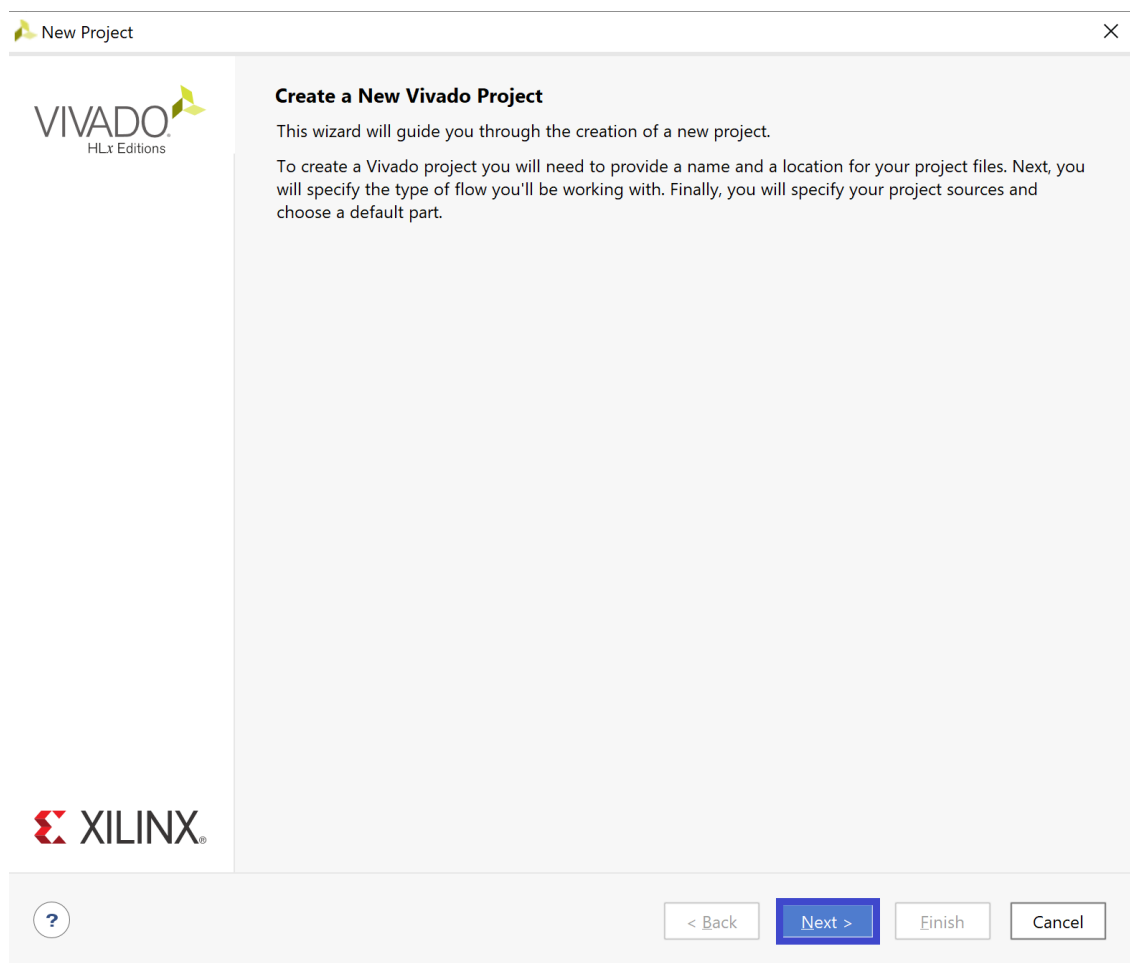 New Project
VIVADO.
HLx Editions
Create a New Vivado Project
This wizard will guide you through the creation of a new project.
To create a Vivado project you will need to provide a name and a location for your project files. Next, you
will specify the type of flow you'll be working with. Finally, you will specify your project sources and
choose a default part.
XILINX®
?
< Back
Next >
Finish
Cancel